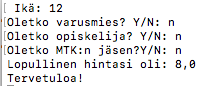 Ikä: 12
Oletko varusmies? Y/N: n
Oletko opiskelija? Y/N: n
Oletko MTK:n jäsen?Y/N: n
Lopullinen hintasi oli: 8,0
Tervetuloa!